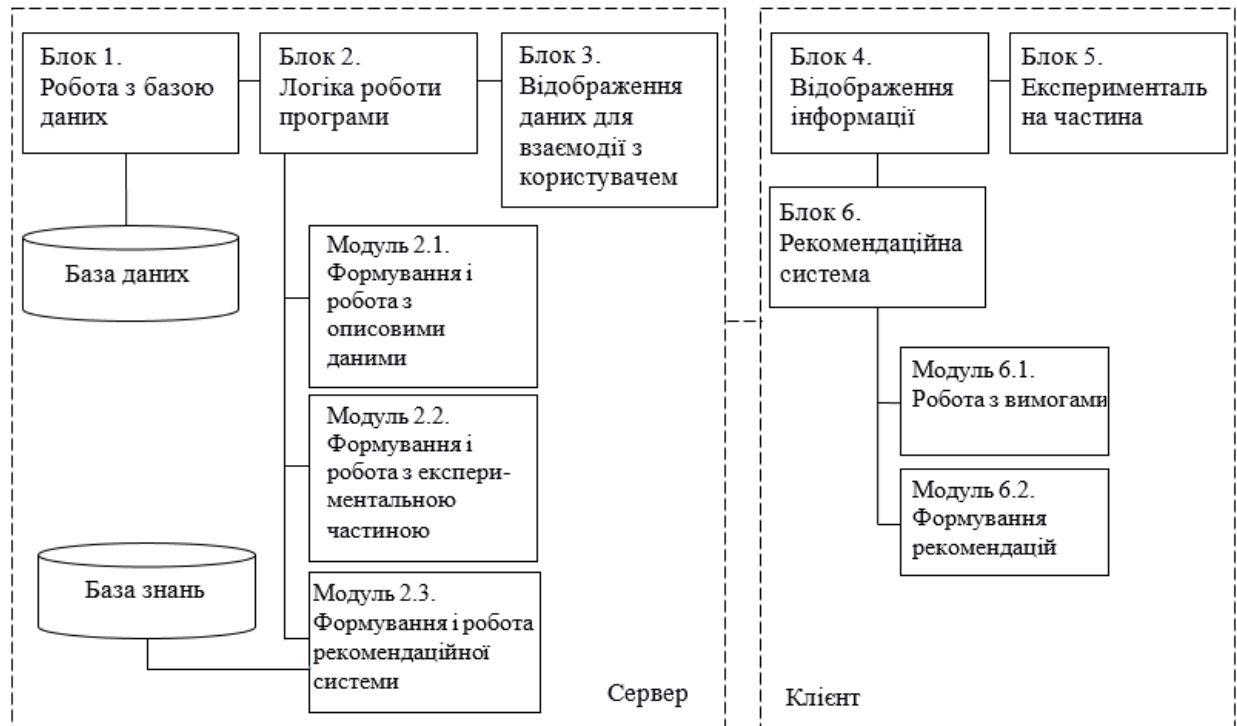 Блок 1.
Робота з базою
даних
Блок 2.
Логіка роботи
програми
Блок 3.
Відображення
даних для
взаємодії з
користувачем
База даних
Модуль 2.1.
Формування і
робота з
описовими
даними
Модуль 2.2.
Формування і
робота з експери-
ментальною
частиною
База знань
Модуль 2.3.
Формування і робота
рекомендаційної
системи
Сервер
Блок 4.
Відображення
інформації
Блок 5.
Експерименталь
на частина
Блок 6.
Рекомендаційна
система
Модуль 6.1.
Робота з вимогами
Модуль 6.2.
Формування
рекомендацій
Клієнт